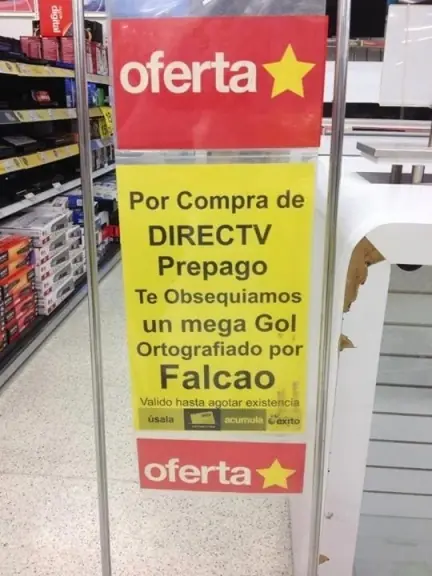 digital
oferta
Por Compra de
DIRECTV
Prepago
Te Obsequiamos
un mega Gol
Ortografiado por
Falcao
Valido hasta agotar existencia
úsala acumula éxito
oferta